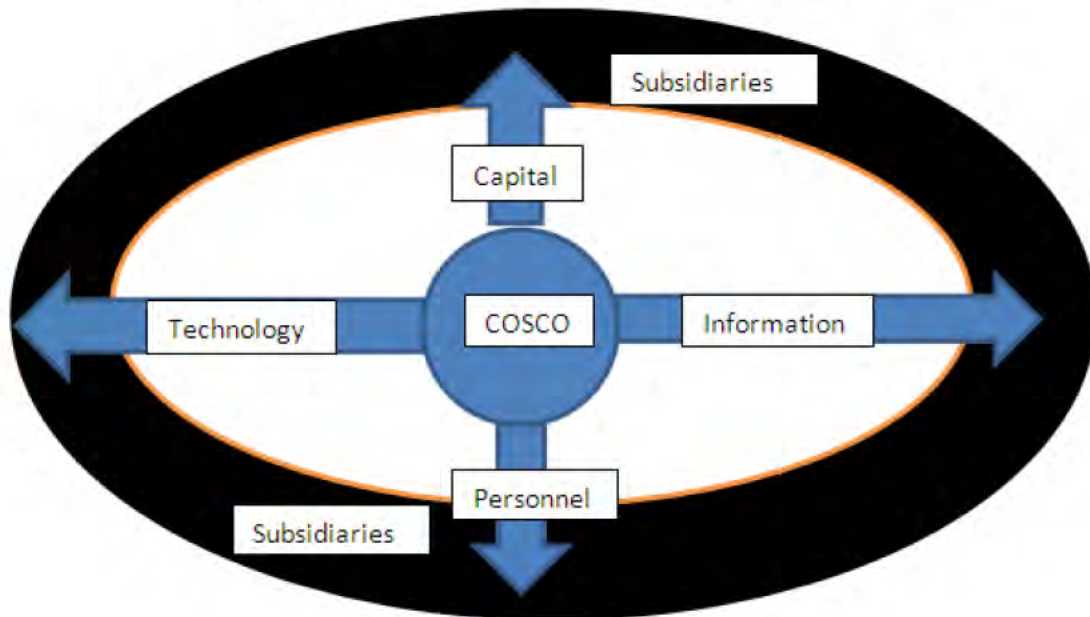 Subsidiaries
Capital
Technology
COSCO
Information
Personnel
Subsidiaries